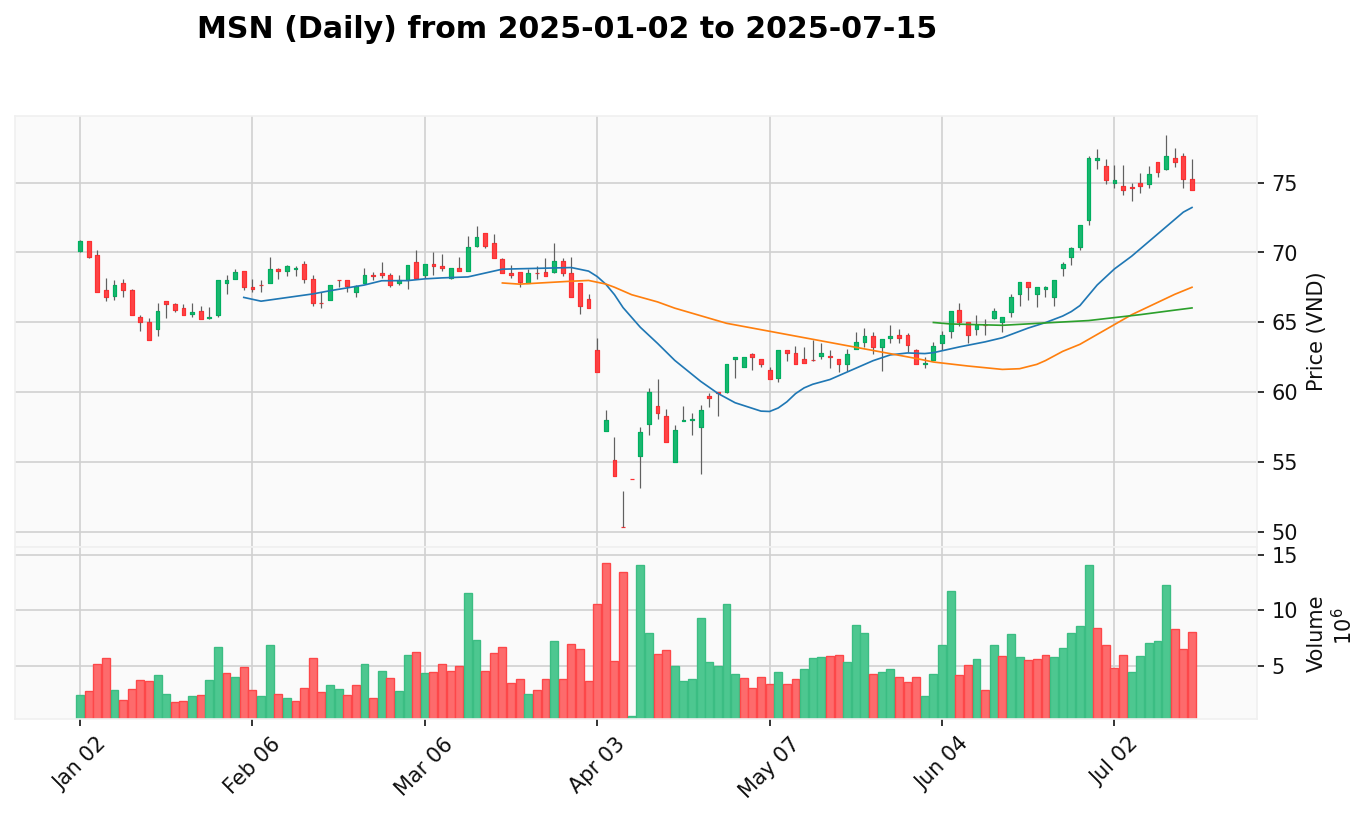 MSN (Daily) from 2025-01-02 to 2025-07-15
75
70
65
60
55
50
Price (VND)
15
10
5
Volume
10⁶
Jan 02
Feb 06
Mar 06
Apr 03
May 07
Jun 04
Jul 02